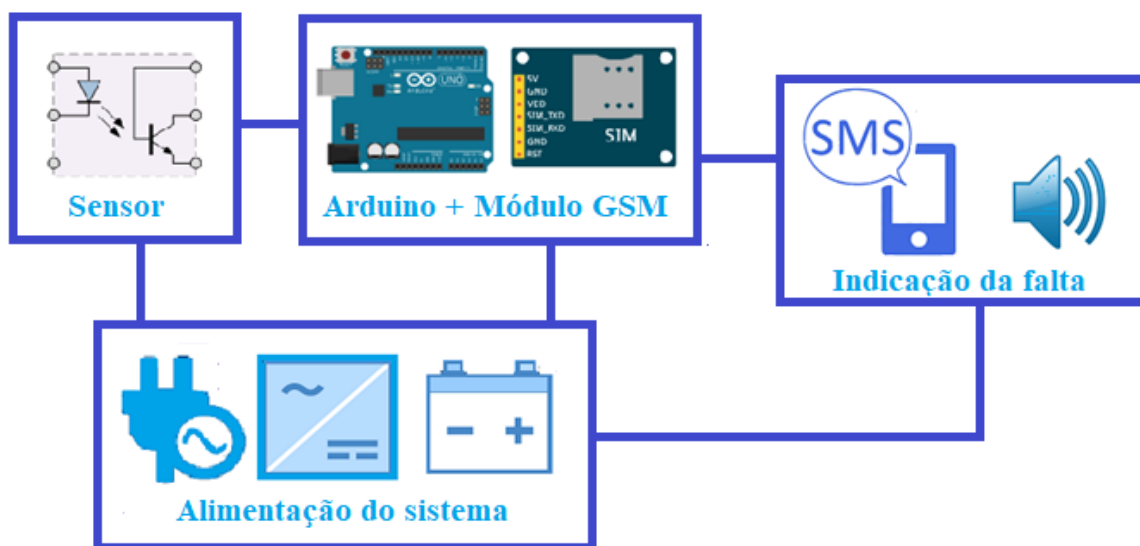 Sensor
UNO
ARDUINO
5V
GND
VDD
SIM_TXD
SIM_RXD
GND
RST
SIM
Arduino + Módulo GSM
SMS
Indicação da falta
Alimentação do sistema